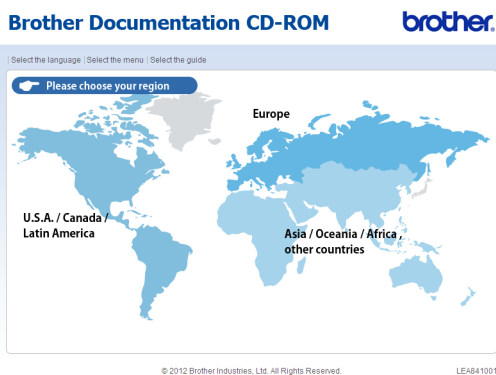 Brother Documentation CD-ROM
brother.
| Select the language | Select the menu | Select the guide
Please choose your region
Europe
U.S.A. / Canada /
Latin America
Asia / Oceania / Africa ,
other countries
© 2012 Brother Industries, Ltd. All Rights Reserved.
LEA841001